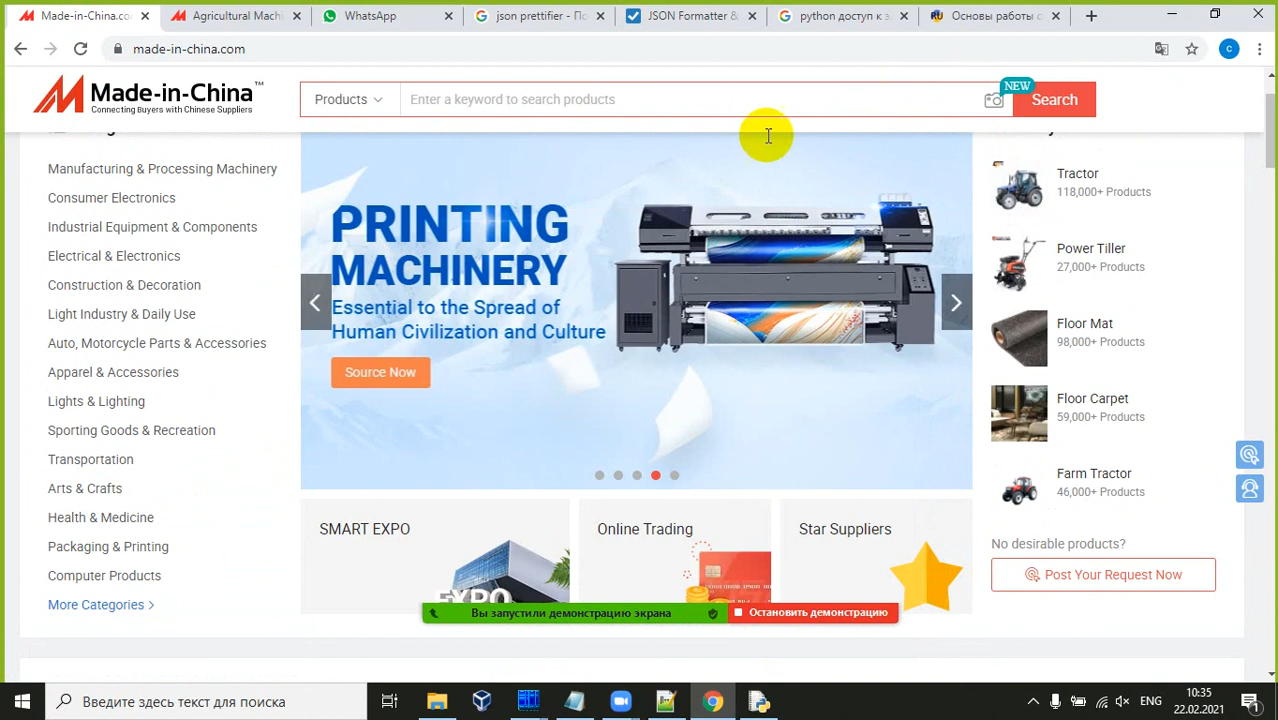 Made-in-China.co
Agricultural Machi
WhatsApp
json prettifier - По
JSON Formatter &
python доступ к э
Основы работы с
made-in-china.com
C
Made-in-China™
Connecting Buyers with Chinese Suppliers
Products
Enter a keyword to search products
NEW
Search
Manufacturing & Processing Machinery
Consumer Electronics
Industrial Equipment & Components
Electrical & Electronics
Construction & Decoration
Light Industry & Daily Use
Auto, Motorcycle Parts & Accessories
Apparel & Accessories
Lights & Lighting
Sporting Goods & Recreation
Transportation
Arts & Crafts
Health & Medicine
Packaging & Printing
Computer Products
More Categories >
PRINTING
MACHINERY
Essential to the Spread of
Human Civilization and Culture
Source Now
SMART EXPO
EXPO
Online Trading
Star Suppliers
Tractor
118,000+ Products
Power Tiller
27,000+ Products
Floor Mat
98,000+ Products
Floor Carpet
59,000+ Products
Farm Tractor
46,000+ Products
No desirable products?
Post Your Request Now
Вы запустили демонстрацию экрана
Остановить демонстрацию
Введите здесь текст для поиска
ENG
10:35
22.02.2021
1